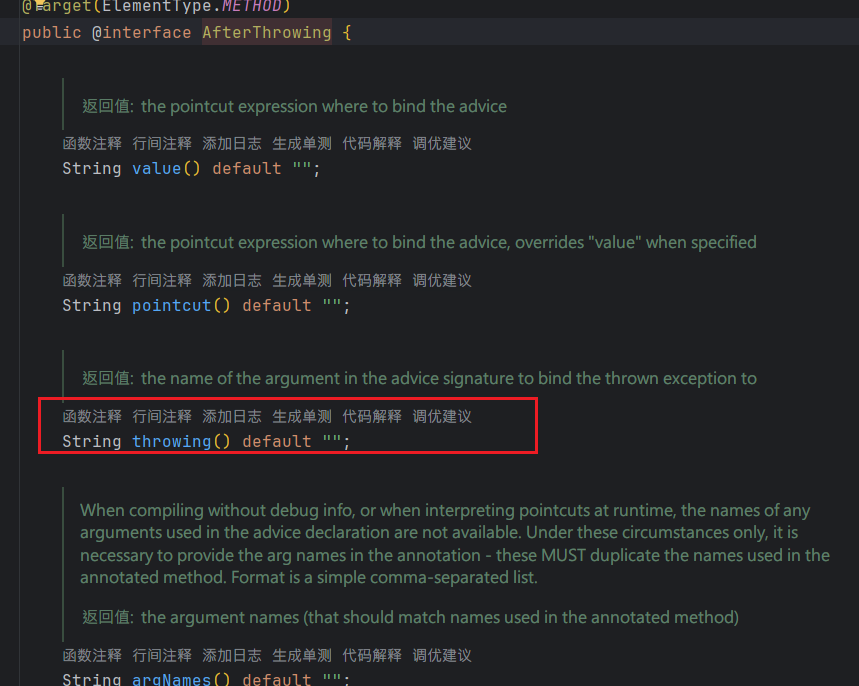 @Target(ElementType.METHOD)
public @interface AfterThrowing {
返回值: the pointcut expression where to bind the advice
函数注释 行间注释 添加日志 生成单测 代码解释 调优建议
String value() default "";
返回值: the pointcut expression where to bind the advice, overrides "value" when specified
函数注释 行间注释 添加日志 生成单测 代码解释 调优建议
String pointcut() default "";
返回值: the name of the argument in the advice signature to bind the thrown exception to
函数注释 行间注释 添加日志 生成单测 代码解释 调优建议
String throwing() default "";
When compiling without debug info, or when interpreting pointcuts at runtime, the names of any
arguments used in the advice declaration are not available. Under these circumstances only, it is
necessary to provide the arg names in the annotation - these MUST duplicate the names used in the
annotated method. Format is a simple comma-separated list.
返回值: the argument names (that should match names used in the annotated method)
函数注释 行间注释 添加日志 生成单测 代码解释 调优建议
String argNames() default "";